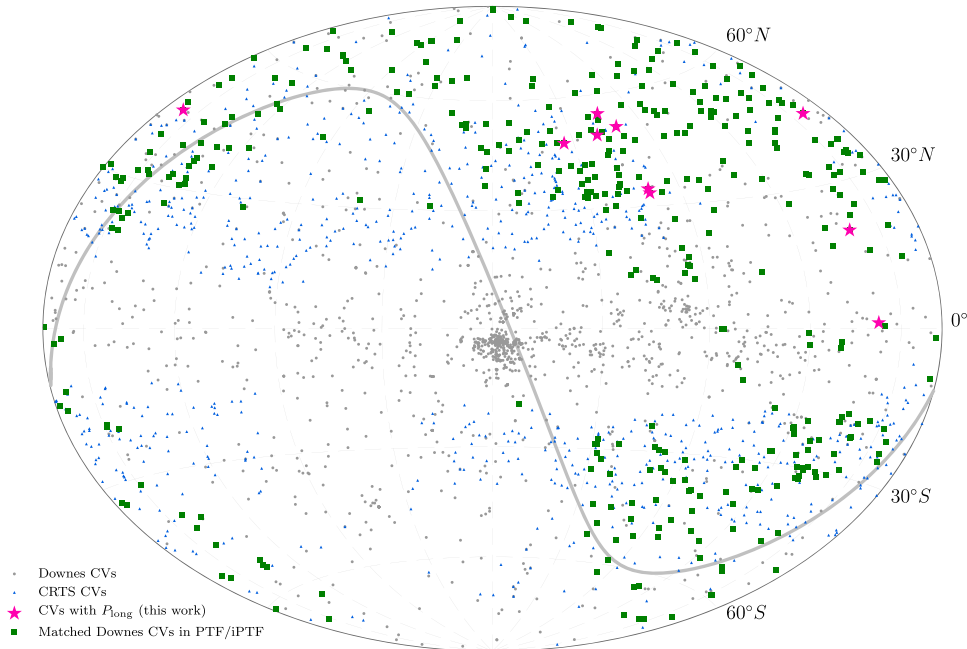 60°N
30°N
0°
30°S
60°S
Downes CVs
CRTS CVs
CVs with P_long (this work)
Matched Downes CVs in PTF/iPTF